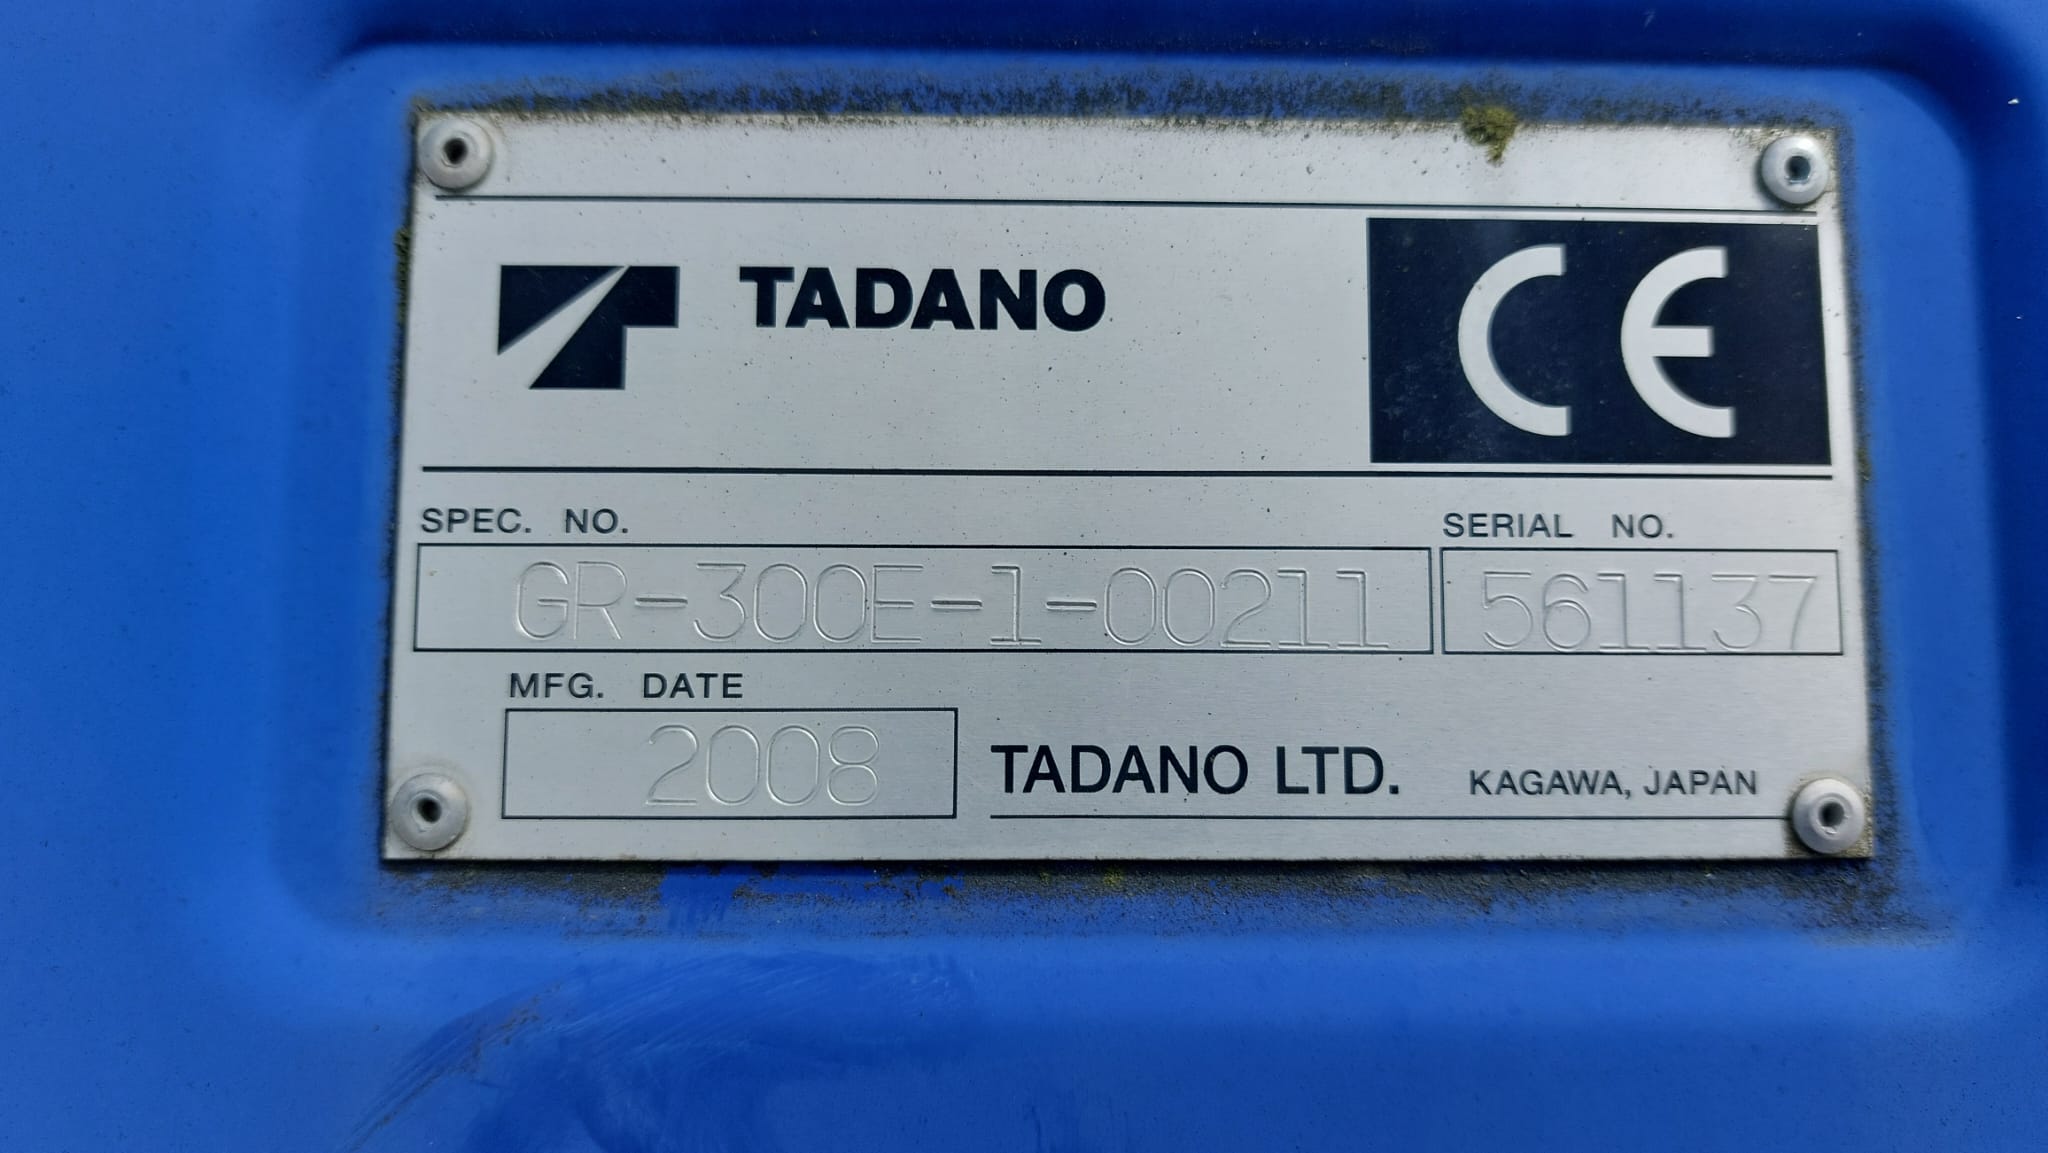 TADANO
CE
SPEC. NO.
SERIAL NO.
GR-300E-1-00211
561137
MFG. DATE
2008
TADANO LTD. KAGAWA, JAPAN